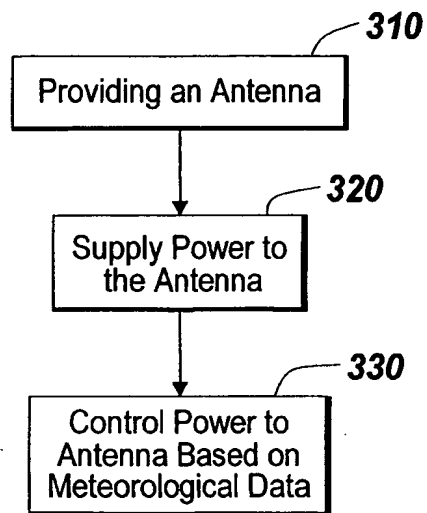 310
Providing an Antenna
320
Supply Power to
the Antenna
330
Control Power to
Antenna Based on
Meteorological Data